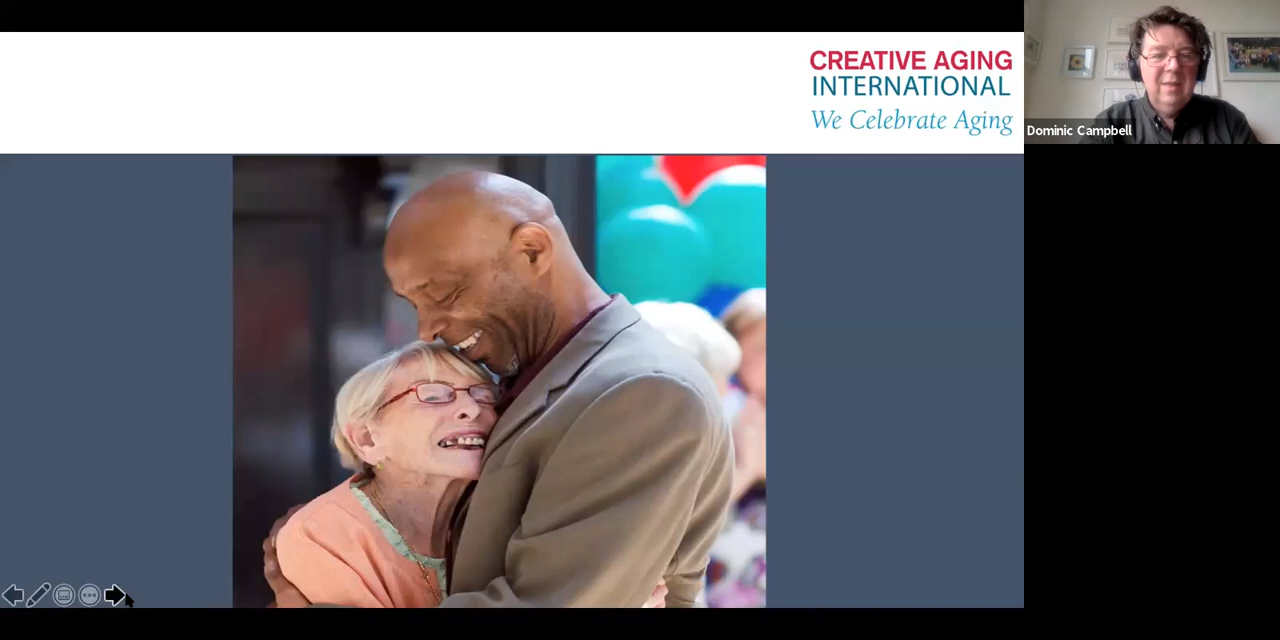 CREATIVE AGING
INTERNATIONAL
We Celebrate Aging
Dominic Campbell